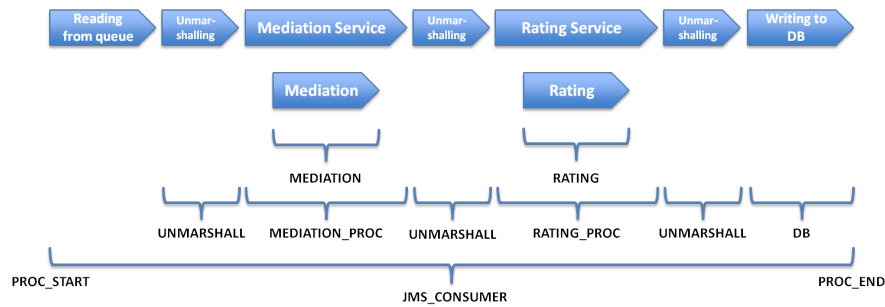 Reading
from queue
Unmar-
shalling
Mediation Service
Unmar-
shalling
Rating Service
Unmar-
shalling
Writing to
DB
Mediation
Rating
MEDIATION
RATING
UNMARSHALL
MEDIATION_PROC
UNMARSHALL
RATING_PROC
UNMARSHALL
DB
PROC_START
PROC_END
JMS_CONSUMER